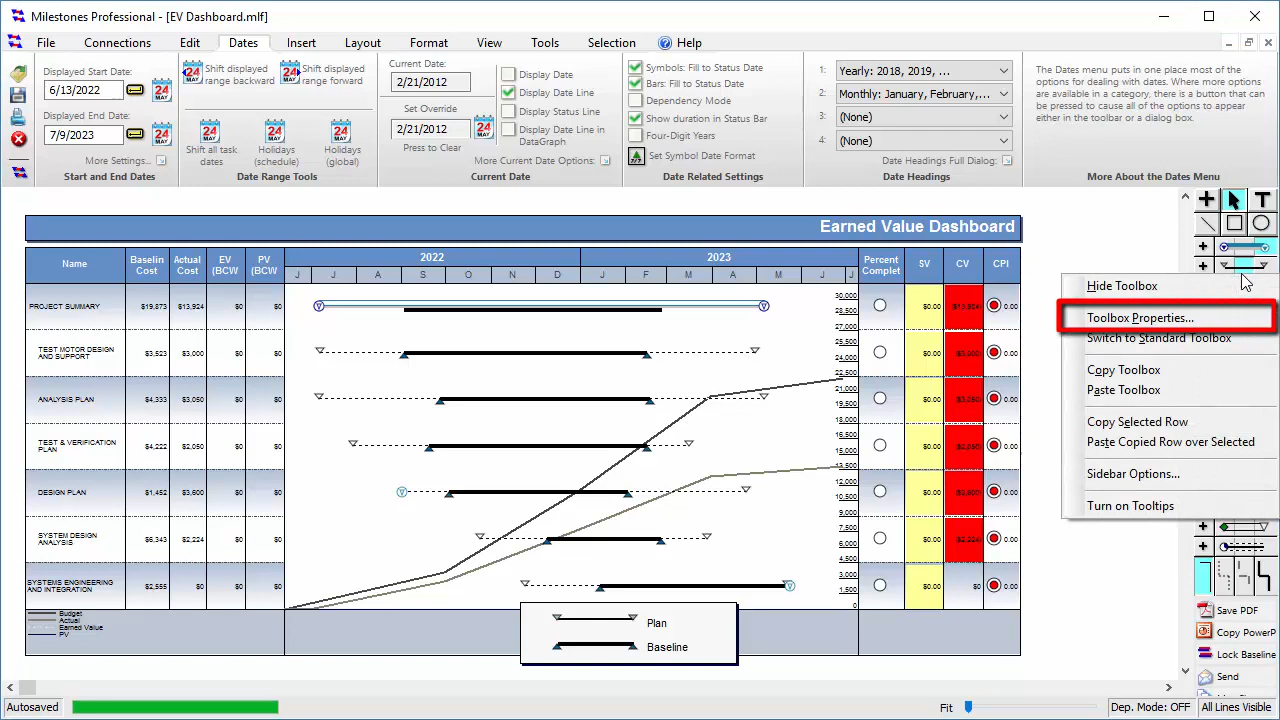 Milestones Professional - [EV Dashboard.mlf]
File Connections Edit Dates Insert Layout Format View Tools Selection Help
Displayed Start Date:
6/13/2022
Displayed End Date:
7/9/2023
More Settings...
Start and End Dates
Shift displayed range backward
Shift displayed range forward
Shift all task dates
Holidays (schedule)
Holidays (global)
Date Range Tools
Current Date:
2/21/2012
Set Override
2/21/2012
Press to Clear
Display Date
Display Date Line
Display Status Line
Display Date Line in DataGraph
More Current Date Options:
Current Date
Symbols: Fill to Status Date
Bars: Fill to Status Date
Dependency Mode
Show duration in Status Bar
Four-Digit Years
Set Symbol Date Format
Date Related Settings
1: Yearly: 2018, 2019, ...
2: Monthly: January, February,...
3: (None)
4: (None)
Date Headings Full Dialog:
Date Headings
The Dates menu puts in one place most of the
options for dealing with dates. Where more options
are available in a category, there is a button that can
be pressed to cause all of the options to appear
either in the toolbar or a dialog box.
More About the Dates Menu
Earned Value Dashboard
Name Baselin Cost Actual Cost EV (BCW PV (BCW 2022 2023 Percent Complet SV CV CPI
J J A S O N D J F M A M J
PROJECT SUMMARY $19,873 $13,924 $0 $0 $0.00 0.00
TEST MOTOR DESIGN AND SUPPORT $3,523 $3,000 $0 $0 $0.00 0.00
ANALYSIS PLAN $4,333 $3,050 $0 $0 $0.00 0.00
TEST & VERIFICATION PLAN $4,222 $2,050 $0 $0 $0.00 0.00
DESIGN PLAN $1,452 $3,600 $0 $0 $0.00 0.00
SYSTEM DESIGN ANALYSIS $6,343 $2,224 $0 $0 $0.00 0.00
SYSTEMS ENGINEERING AND INTEGRATION $2,555 $0 $0 $0 $0.00 $0 0.00
30,000
28,500
27,000
25,500
24,000
22,500
21,000
19,500
18,000
16,500
15,000
13,500
12,000
10,500
9,000
7,500
6,000
4,500
3,000
1,500
0
Budget
Actual
Earned Value
PV
Plan
Baseline
Hide Toolbox
Toolbox Properties...
Switch to Standard Toolbox
Copy Toolbox
Paste Toolbox
Copy Selected Row
Paste Copied Row over Selected
Sidebar Options...
Turn on Tooltips
Save PDF
Copy PowerP
Lock Baseline
Send
Autosaved
Fit
Dep. Mode: OFF
All Lines Visible